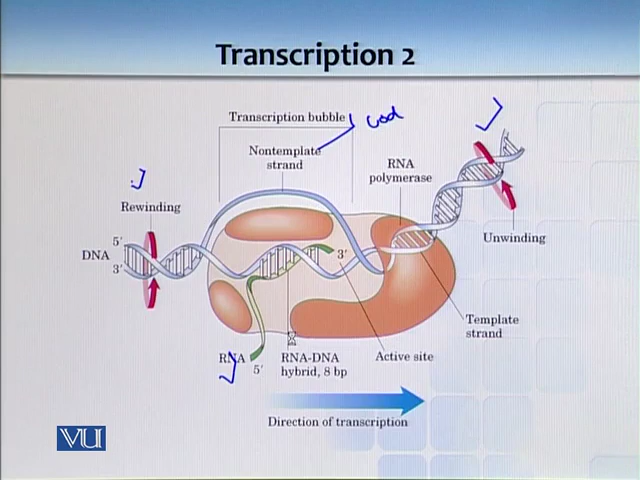 Transcription 2
Transcription bubble
Nontemplate
strand
RNA
polymerase
Rewinding
Unwinding
5'
DNA
3'
3'
Template
strand
RNA
5'
RNA-DNA
hybrid, 8 bp
Active site
Direction of transcription
VU